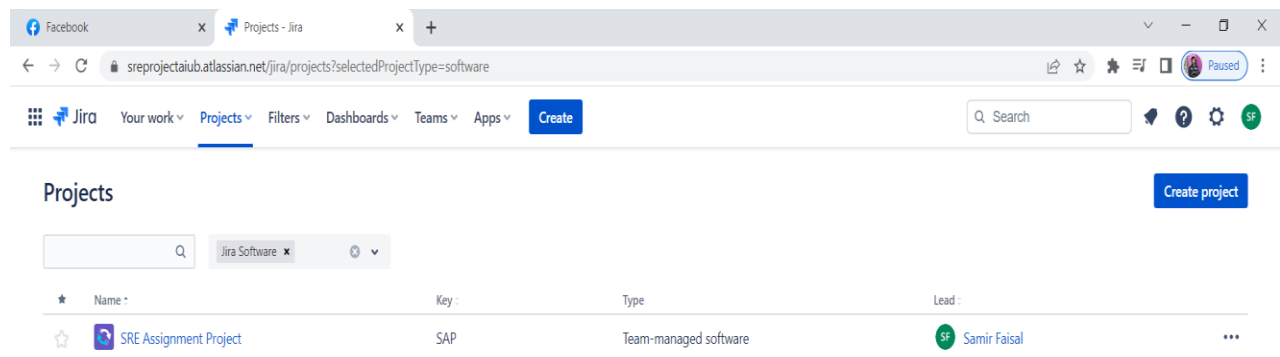 Facebook
Projects - Jira
sreprojectaiub.atlassian.net/jira/projects?selectedProjectType=software
Paused
Jira Your work Projects Filters Dashboards Teams Apps Create Search SF
Projects
Create project
Jira Software
Name Key Type Lead
SRE Assignment Project SAP Team-managed software SF Samir Faisal